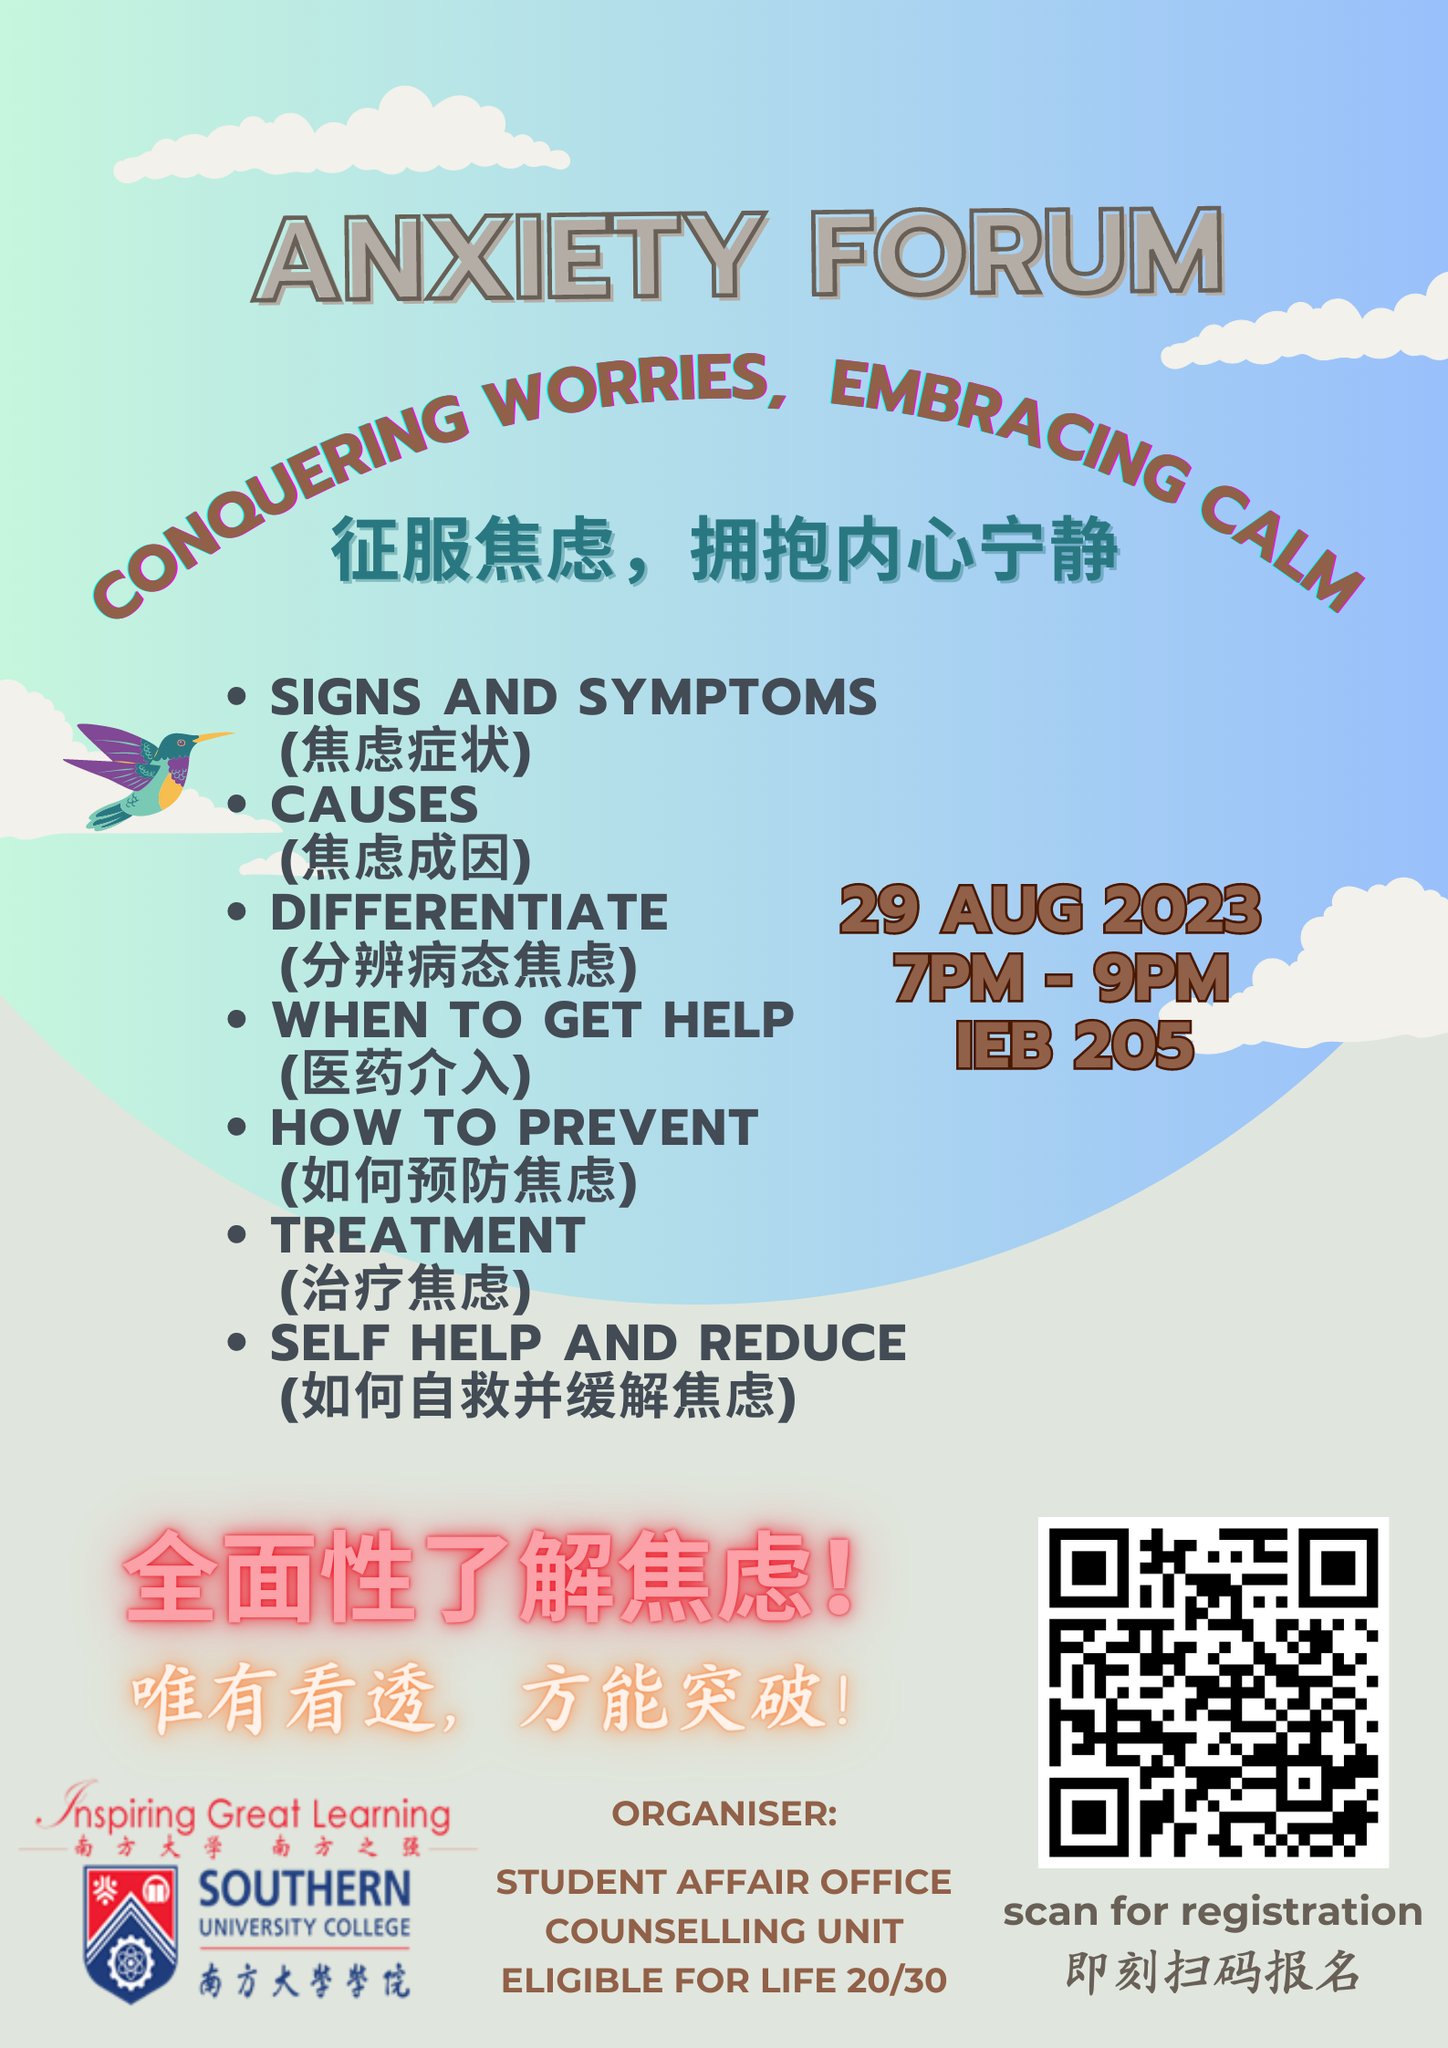 ANXIETY FORUM
CONQUERING WORRIES, EMBRACING CALM
征服焦虑，拥抱内心宁静
• SIGNS AND SYMPTOMS
(焦虑症状)
• CAUSES
(焦虑成因)
• DIFFERENTIATE
(分辨病态焦虑)
• WHEN TO GET HELP
(医药介入)
• HOW TO PREVENT
(如何预防焦虑)
• TREATMENT
(治疗焦虑)
• SELF HELP AND REDUCE
(如何自救并缓解焦虑)
29 AUG 2023
7PM - 9PM
IEB 205
全面性了解焦虑！
唯有看透，方能突破！
Inspiring Great Learning
南方大学 南方之强
SOUTHERN
UNIVERSITY COLLEGE
南方大學學院
ORGANISER:
STUDENT AFFAIR OFFICE
COUNSELLING UNIT
ELIGIBLE FOR LIFE 20/30
scan for registration
即刻扫码报名